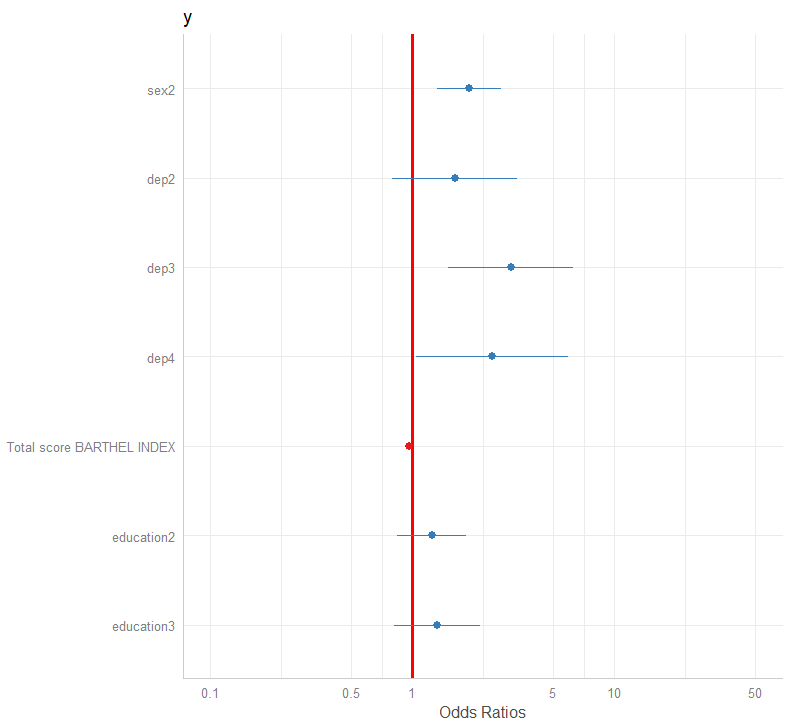 y
sex2
dep2
dep3
dep4
Total score BARTHEL INDEX
education2
education3
0.1 0.5 1 5 10 50
Odds Ratios